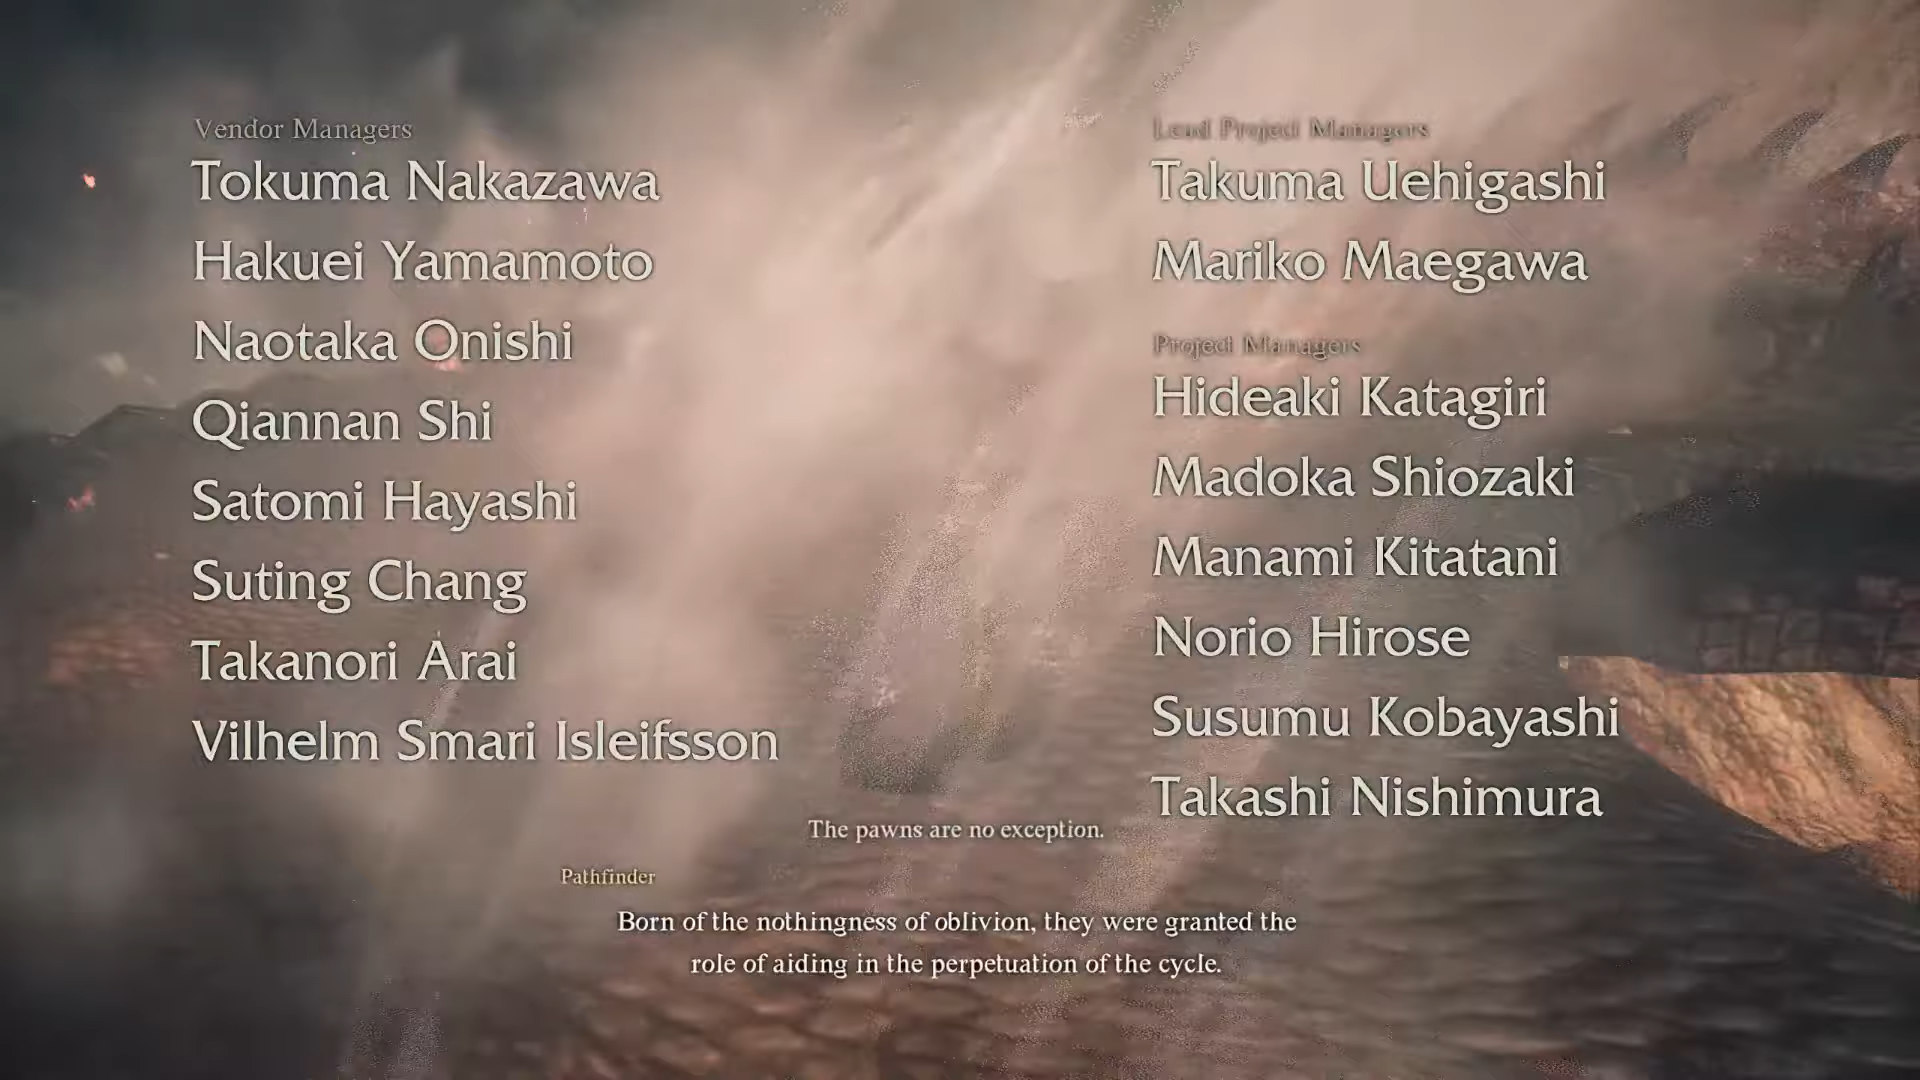 Vendor Managers
Tokuma Nakazawa
Hakuei Yamamoto
Naotaka Onishi
Qiannan Shi
Satomi Hayashi
Suting Chang
Takanori Arai
Vilhelm Smari Isleifsson
Lead Project Managers
Takuma Uehigashi
Mariko Maegawa
Project Managers
Hideaki Katagiri
Madoka Shiozaki
Manami Kitatani
Norio Hirose
Susumu Kobayashi
Takashi Nishimura
The pawns are no exception.
Pathfinder
Born of the nothingness of oblivion, they were granted the
role of aiding in the perpetuation of the cycle.